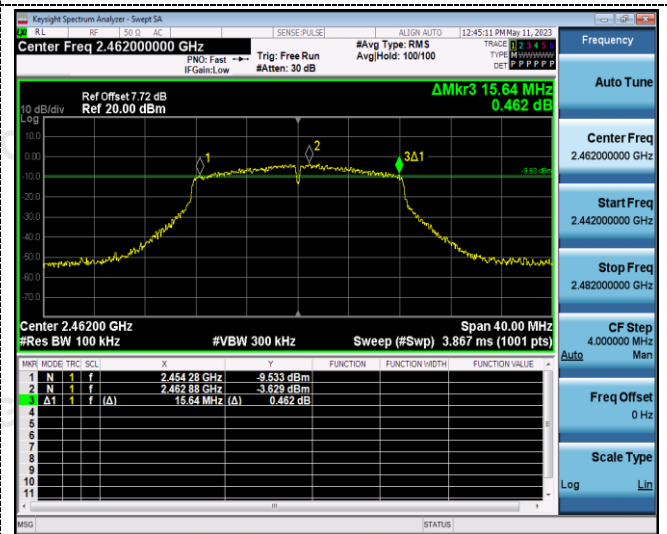 Keysight Spectrum Analyzer - Swept SA
RL RF 50 Ω AC SENSE:PULSE ALIGN AUTO 12:45:11 PM May 11, 2023
Center Freq 2.462000000 GHz
PNO: Fast
IFGain:Low
Trig: Free Run
#Atten: 30 dB
#Avg Type: RMS
Avg|Hold: 100/100
TRACE 1 2 3 4 5 6
TYPE M W W W W W
DET P P P P P P
Frequency
ΔMkr3 15.64 MHz
0.462 dB
Ref Offset 7.72 dB
10 dB/div Ref 20.00 dBm
Log
10.0
0.00
-10.0
-20.0
-30.0
-40.0
-50.0
-60.0
-70.0
1
2
3Δ1
-9.63 dBm
Center 2.46200 GHz Span 40.00 MHz
#Res BW 100 kHz #VBW 300 kHz Sweep (#Swp) 3.867 ms (1001 pts)
MKR MODE TRC SCL X Y FUNCTION FUNCTION WIDTH FUNCTION VALUE
1 N 1 f 2.454 28 GHz -9.533 dBm
2 N 1 f 2.462 88 GHz -3.629 dBm
3 Δ1 1 f (Δ) 15.64 MHz (Δ) 0.462 dB
4
5
6
7
8
9
10
11
MSG STATUS
Auto Tune
Center Freq
2.462000000 GHz
Start Freq
2.442000000 GHz
Stop Freq
2.482000000 GHz
CF Step
4.000000 MHz
Auto Man
Freq Offset
0 Hz
Scale Type
Log Lin